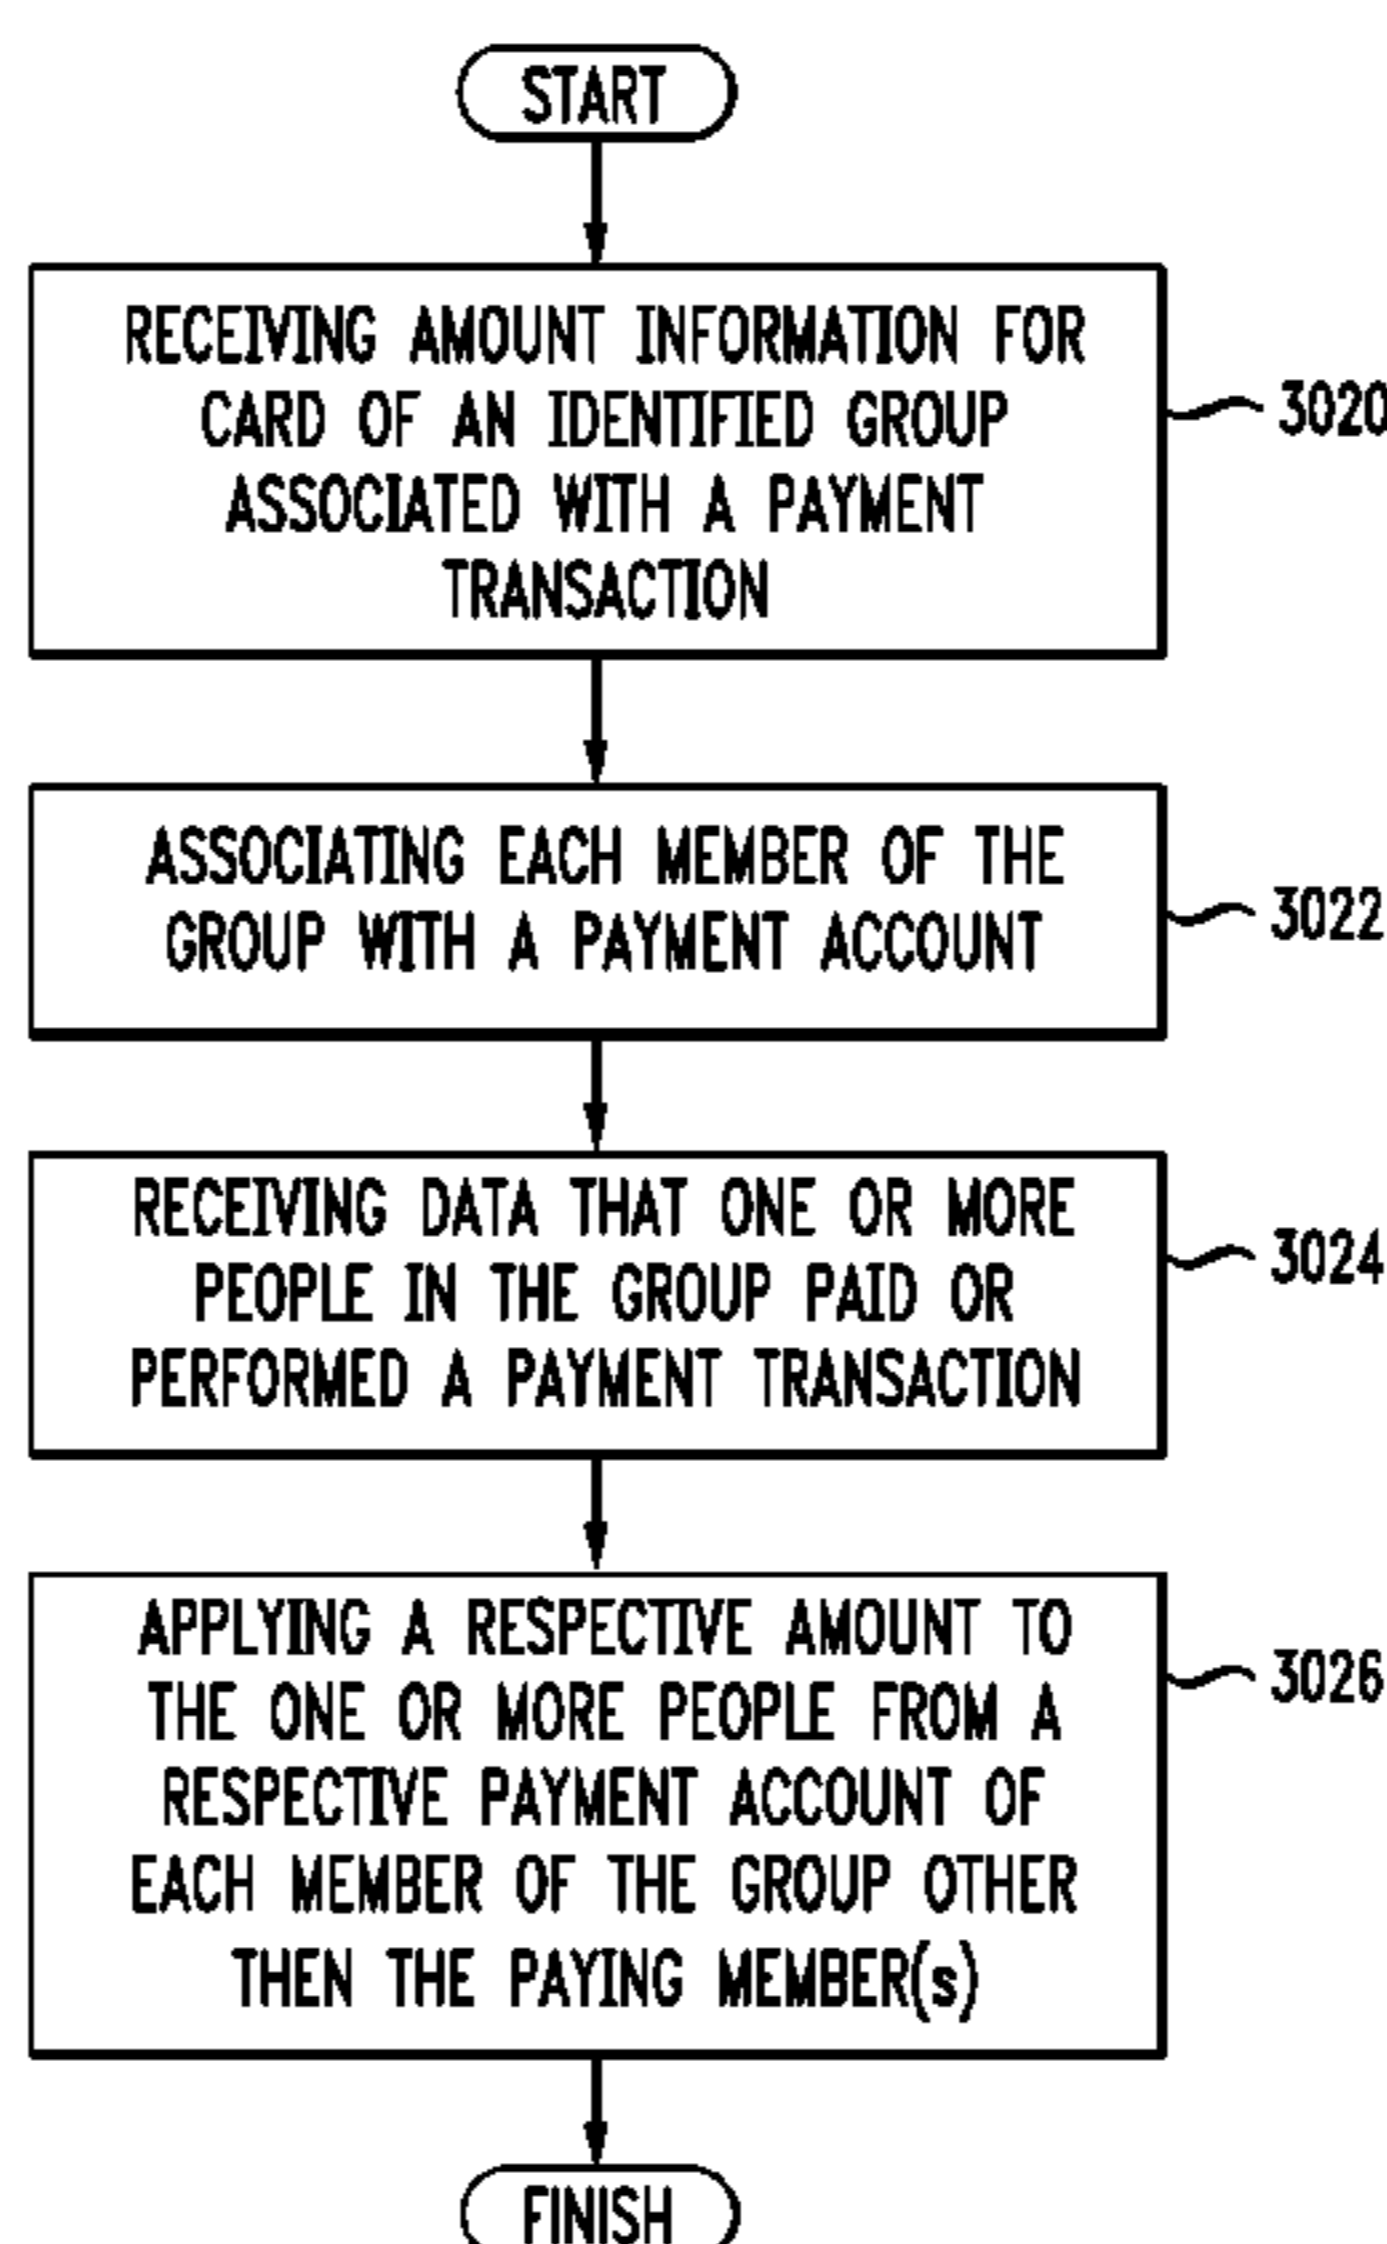 START
RECEIVING AMOUNT INFORMATION FOR
CARD OF AN IDENTIFIED GROUP
ASSOCIATED WITH A PAYMENT
TRANSACTION
3020
ASSOCIATING EACH MEMBER OF THE
GROUP WITH A PAYMENT ACCOUNT
3022
RECEIVING DATA THAT ONE OR MORE
PEOPLE IN THE GROUP PAID OR
PERFORMED A PAYMENT TRANSACTION
3024
APPLYING A RESPECTIVE AMOUNT TO
THE ONE OR MORE PEOPLE FROM A
RESPECTIVE PAYMENT ACCOUNT OF
EACH MEMBER OF THE GROUP OTHER
THEN THE PAYING MEMBER(s)
3026
FINISH